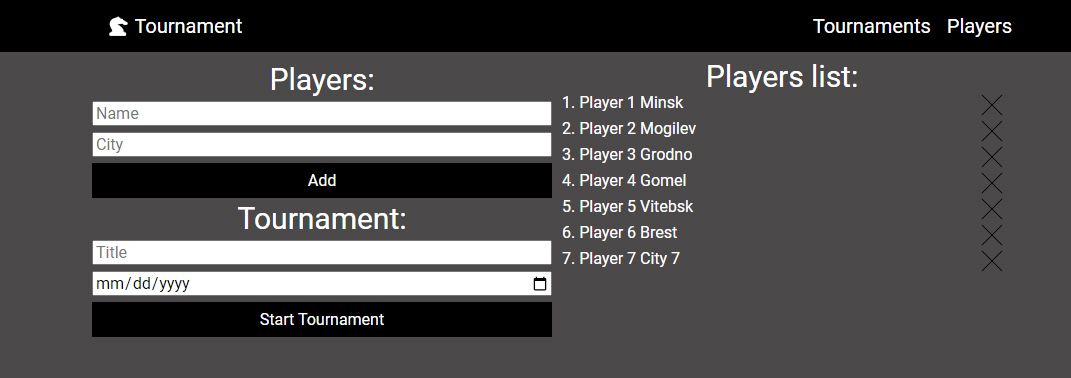 Tournament
Tournaments Players
Players:
Name
City
Add
Tournament:
Title
mm/dd/yyyy
Start Tournament
Players list:
1. Player 1 Minsk
2. Player 2 Mogilev
3. Player 3 Grodno
4. Player 4 Gomel
5. Player 5 Vitebsk
6. Player 6 Brest
7. Player 7 City 7